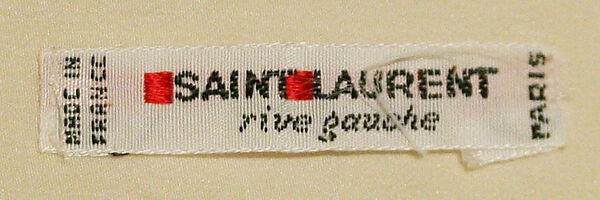 MADE IN
FRANCE
SAINT LAURENT
rive gauche
PARIS